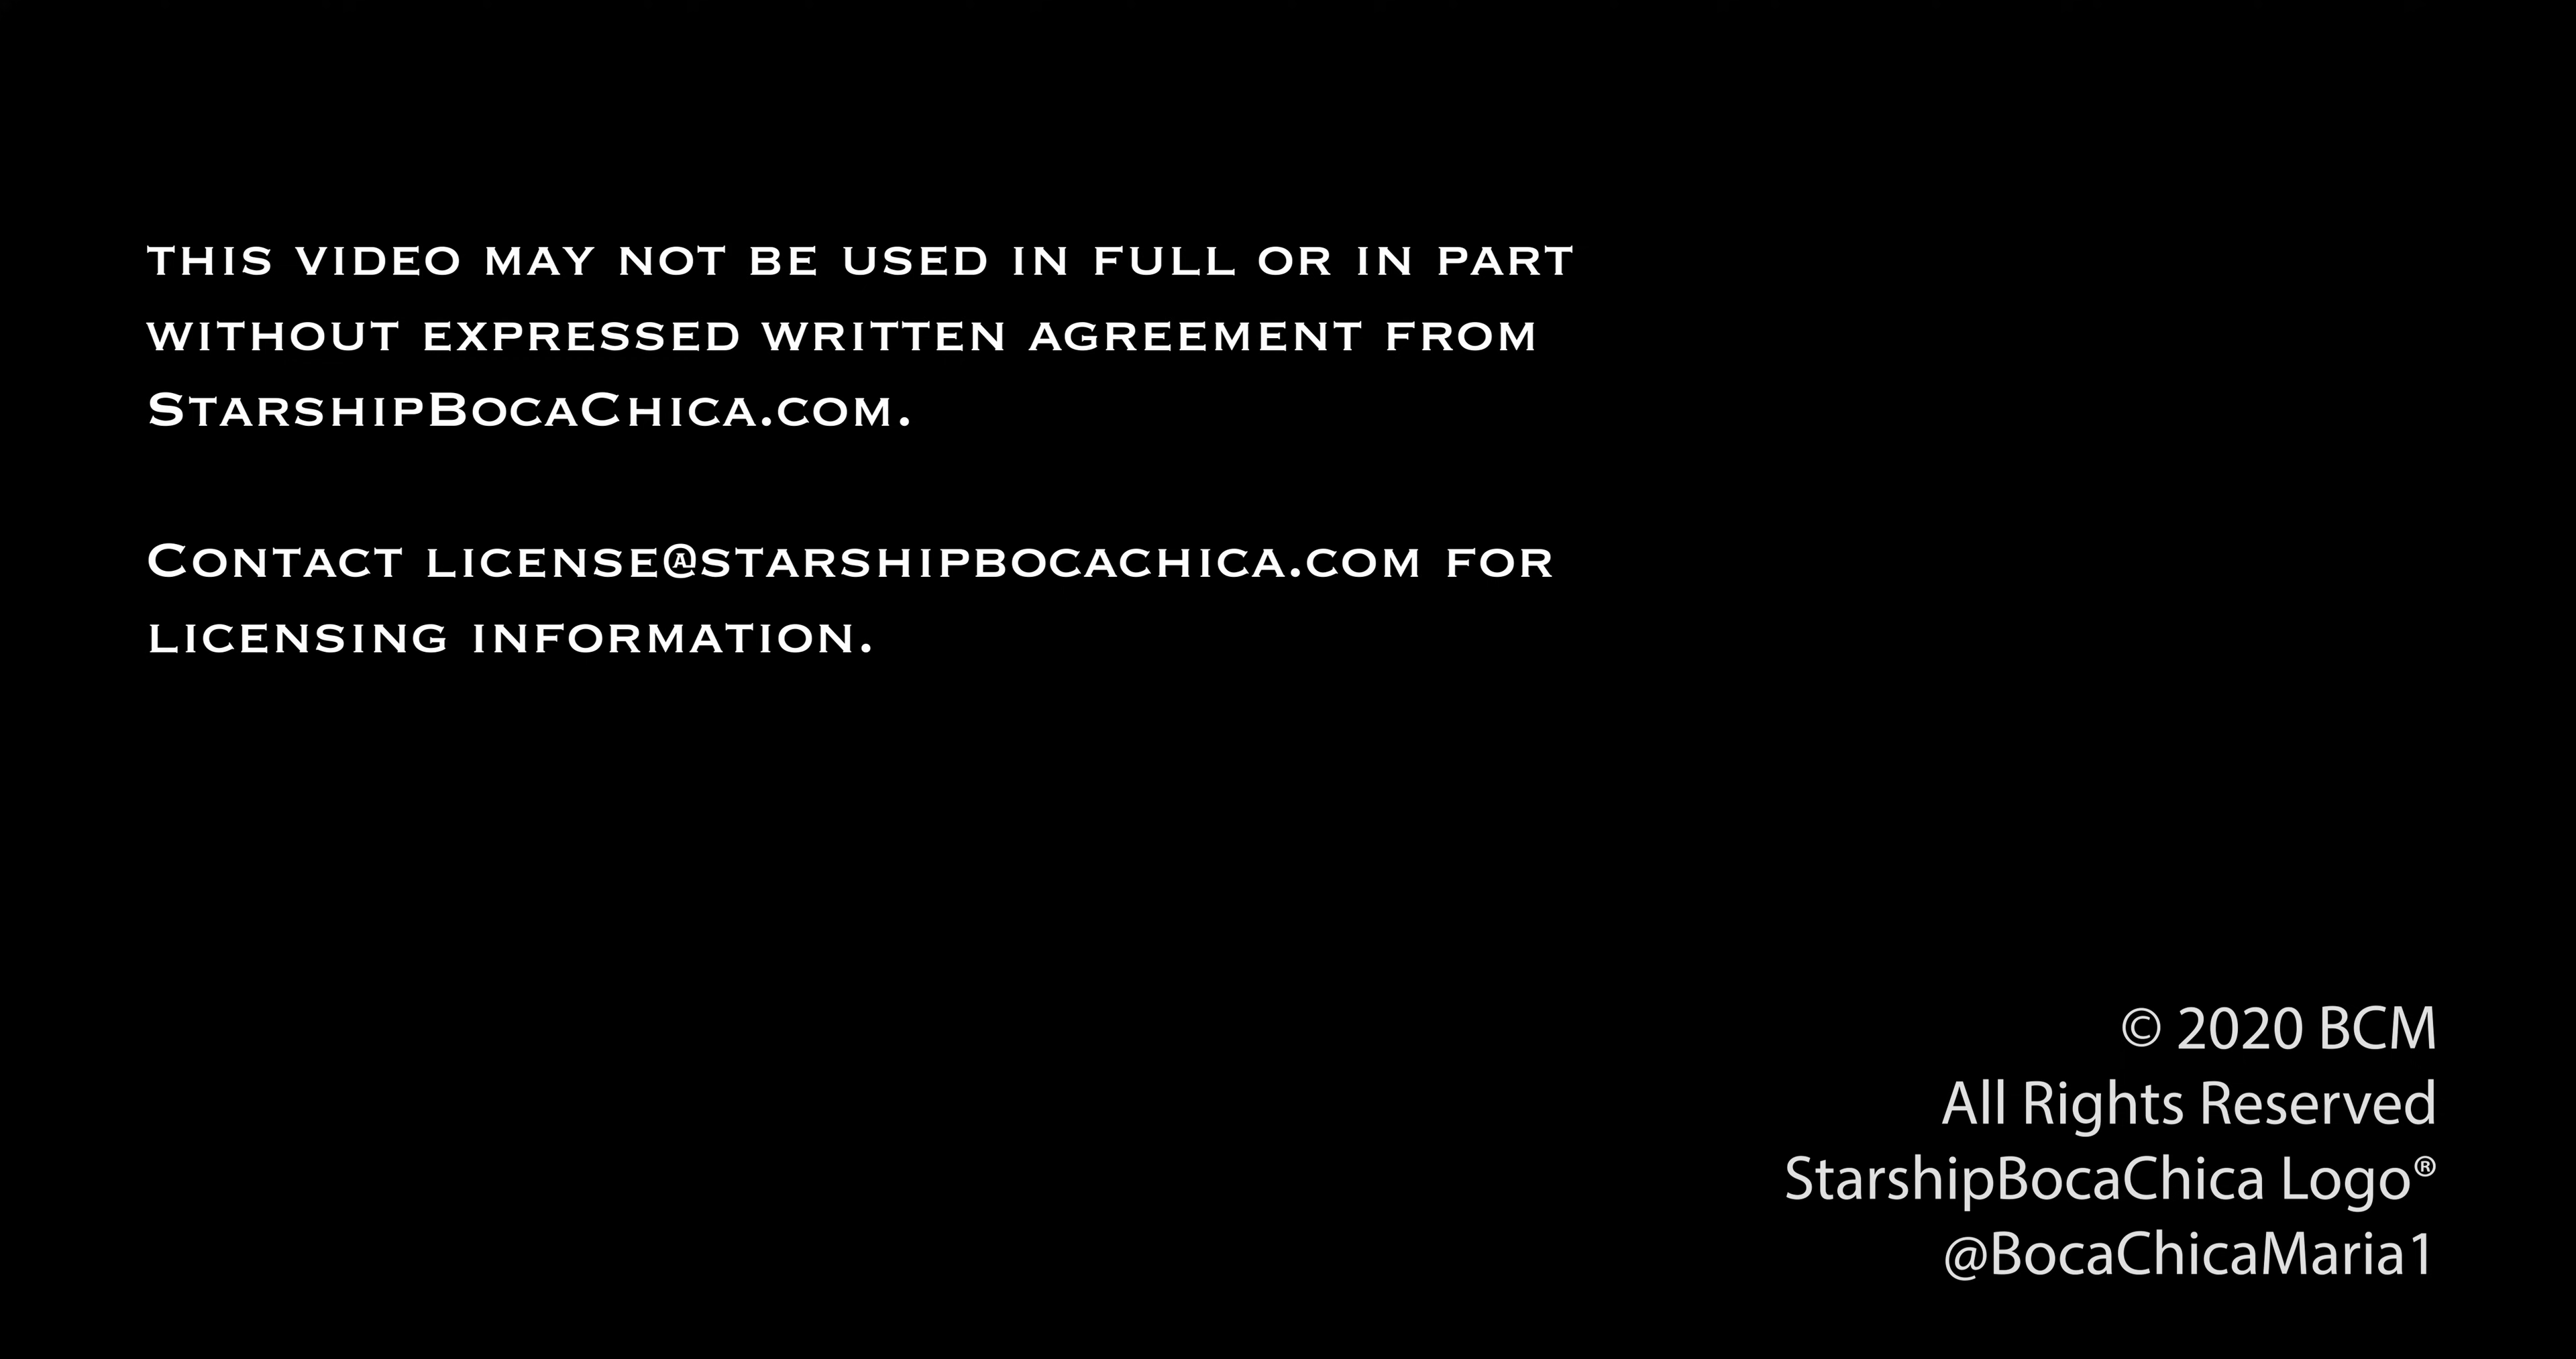 THIS VIDEO MAY NOT BE USED IN FULL OR IN PART
WITHOUT EXPRESSED WRITTEN AGREEMENT FROM
STARSHIPBOCACHICA.COM.
CONTACT LICENSE@STARSHIPBOCACHICA.COM FOR
LICENSING INFORMATION.
© 2020 BCM
All Rights Reserved
StarshipBocaChica Logo®
@BocaChicaMaria1